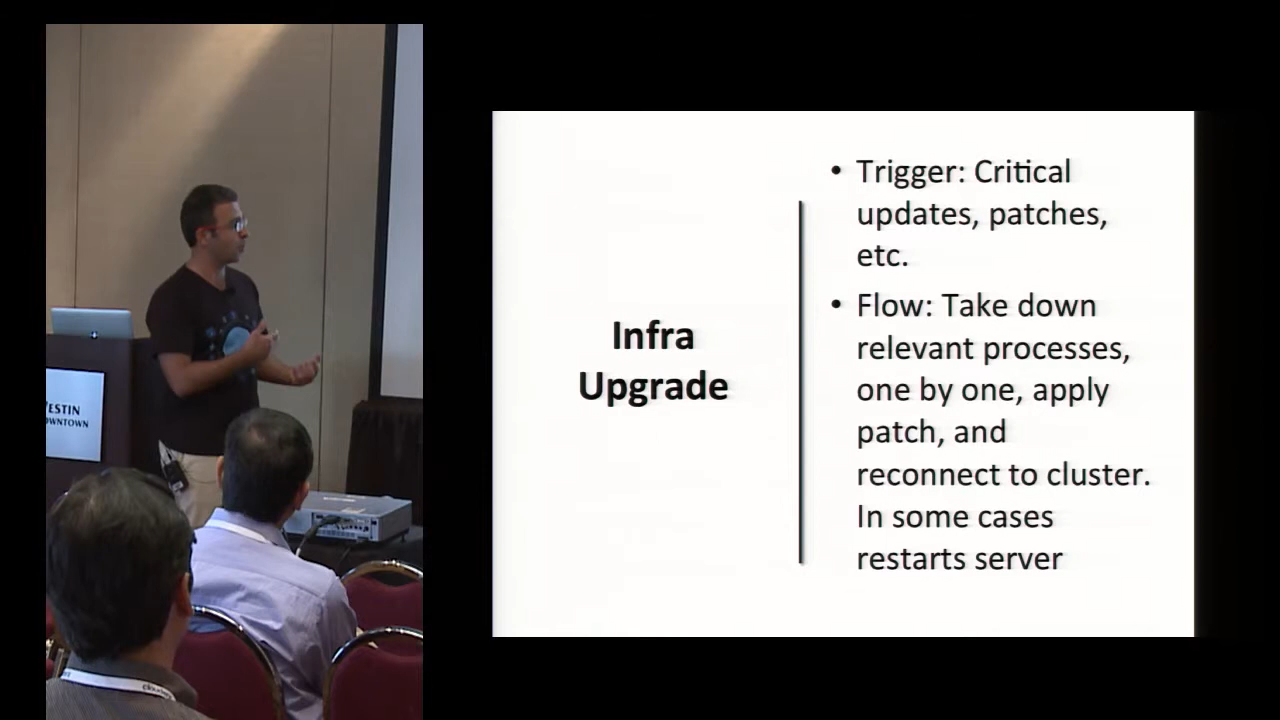 ESTIN
OWNTOWN
Infra
Upgrade
• Trigger: Critical
updates, patches,
etc.
• Flow: Take down
relevant processes,
one by one, apply
patch, and
reconnect to cluster.
In some cases
restarts server